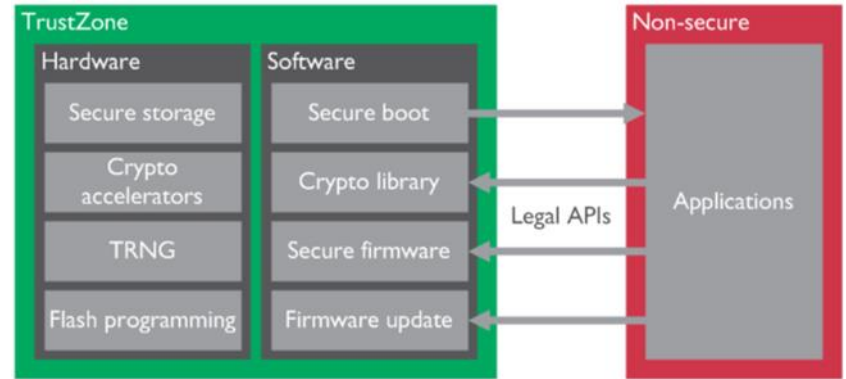 TrustZone
Hardware
Secure storage
Crypto
accelerators
TRNG
Flash programming
Software
Secure boot
Crypto library
Secure firmware
Firmware update
Legal APIs
Non-secure
Applications